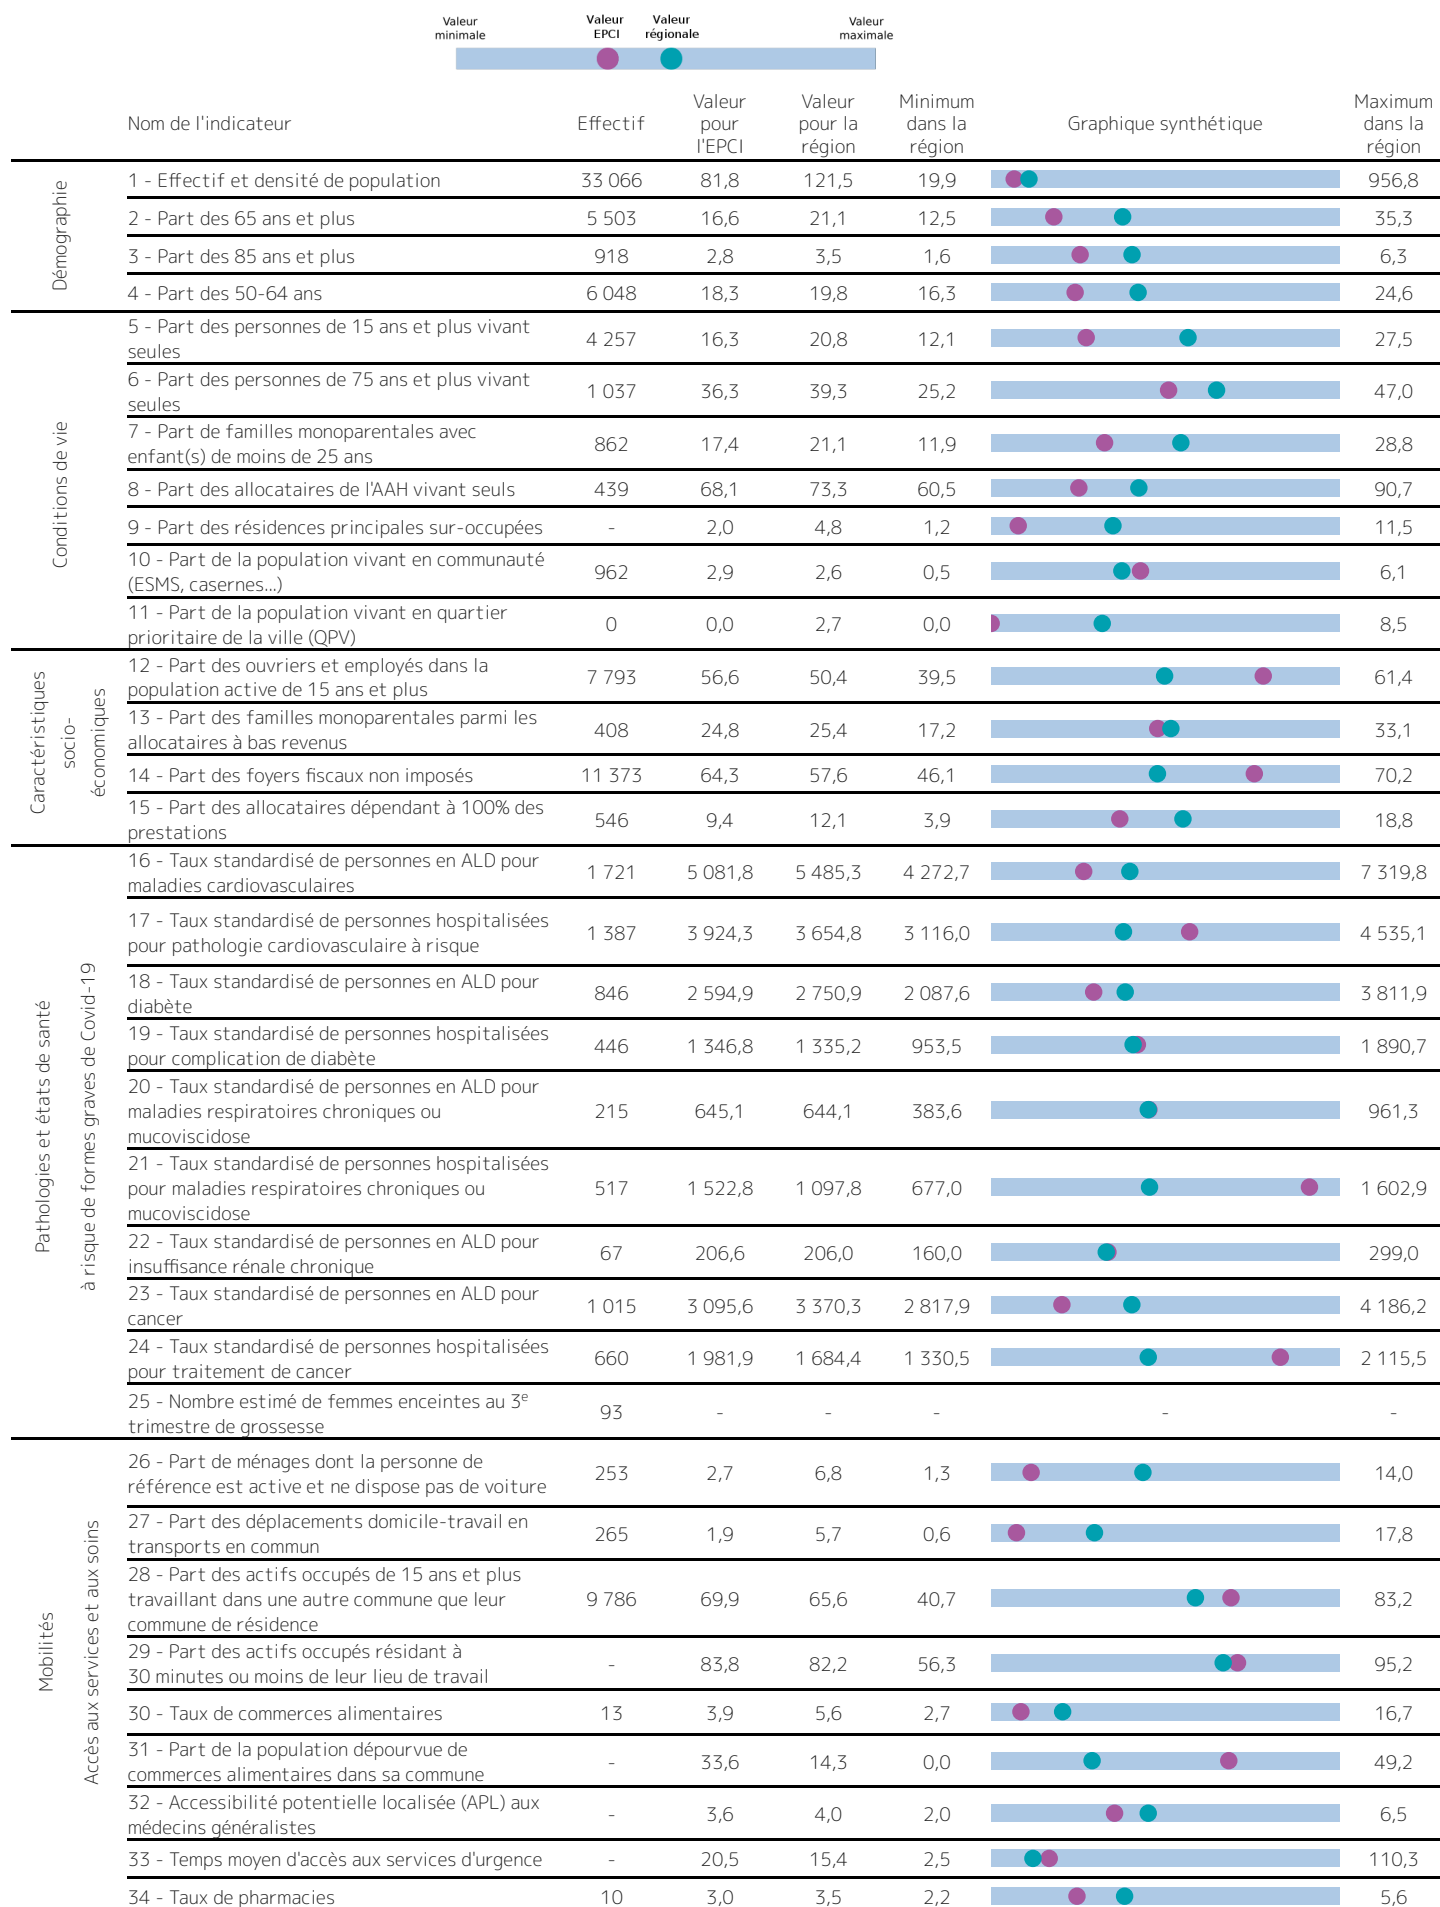 Valeur
minimale
Valeur
EPCI
Valeur
régionale
Valeur
maximale
Nom de l'indicateur
Effectif
Valeur
pour
l'EPCI
Valeur
pour la
région
Minimum
dans la
région
Graphique synthétique
Maximum
dans la
région
Démographie
1 - Effectif et densité de population 33 066 81,8 121,5 19,9 956,8
2 - Part des 65 ans et plus 5 503 16,6 21,1 12,5 35,3
3 - Part des 85 ans et plus 918 2,8 3,5 1,6 6,3
4 - Part des 50-64 ans 6 048 18,3 19,8 16,3 24,6
Conditions de vie
5 - Part des personnes de 15 ans et plus vivant
seules 4 257 16,3 20,8 12,1 27,5
6 - Part des personnes de 75 ans et plus vivant
seules 1 037 36,3 39,3 25,2 47,0
7 - Part de familles monoparentales avec
enfant(s) de moins de 25 ans 862 17,4 21,1 11,9 28,8
8 - Part des allocataires de l'AAH vivant seuls 439 68,1 73,3 60,5 90,7
9 - Part des résidences principales sur-occupées - 2,0 4,8 1,2 11,5
10 - Part de la population vivant en communauté
(ESMS, casernes...) 962 2,9 2,6 0,5 6,1
11 - Part de la population vivant en quartier
prioritaire de la ville (QPV) 0 0,0 2,7 0,0 8,5
Caractéristiques
socio-
économiques
12 - Part des ouvriers et employés dans la
population active de 15 ans et plus 7 793 56,6 50,4 39,5 61,4
13 - Part des familles monoparentales parmi les
allocataires à bas revenus 408 24,8 25,4 17,2 33,1
14 - Part des foyers fiscaux non imposés 11 373 64,3 57,6 46,1 70,2
15 - Part des allocataires dépendant à 100% des
prestations 546 9,4 12,1 3,9 18,8
Pathologies et états de santé
à risque de formes graves de Covid-19
16 - Taux standardisé de personnes en ALD pour
maladies cardiovasculaires 1 721 5 081,8 5 485,3 4 272,7 7 319,8
17 - Taux standardisé de personnes hospitalisées
pour pathologie cardiovasculaire à risque 1 387 3 924,3 3 654,8 3 116,0 4 535,1
18 - Taux standardisé de personnes en ALD pour
diabète 846 2 594,9 2 750,9 2 087,6 3 811,9
19 - Taux standardisé de personnes hospitalisées
pour complication de diabète 446 1 346,8 1 335,2 953,5 1 890,7
20 - Taux standardisé de personnes en ALD pour
maladies respiratoires chroniques ou
mucoviscidose 215 645,1 644,1 383,6 961,3
21 - Taux standardisé de personnes hospitalisées
pour maladies respiratoires chroniques ou
mucoviscidose 517 1 522,8 1 097,8 677,0 1 602,9
22 - Taux standardisé de personnes en ALD pour
insuffisance rénale chronique 67 206,6 206,0 160,0 299,0
23 - Taux standardisé de personnes en ALD pour
cancer 1 015 3 095,6 3 370,3 2 817,9 4 186,2
24 - Taux standardisé de personnes hospitalisées
pour traitement de cancer 660 1 981,9 1 684,4 1 330,5 2 115,5
25 - Nombre estimé de femmes enceintes au 3e
trimestre de grossesse 93 - - - - -
Mobilités
Accès aux services et aux soins
26 - Part de ménages dont la personne de
référence est active et ne dispose pas de voiture 253 2,7 6,8 1,3 14,0
27 - Part des déplacements domicile-travail en
transports en commun 265 1,9 5,7 0,6 17,8
28 - Part des actifs occupés de 15 ans et plus
travaillant dans une autre commune que leur
commune de résidence 9 786 69,9 65,6 40,7 83,2
29 - Part des actifs occupés résidant à
30 minutes ou moins de leur lieu de travail - 83,8 82,2 56,3 95,2
30 - Taux de commerces alimentaires 13 3,9 5,6 2,7 16,7
31 - Part de la population dépourvue de
commerces alimentaires dans sa commune - 33,6 14,3 0,0 49,2
32 - Accessibilité potentielle localisée (APL) aux
médecins généralistes - 3,6 4,0 2,0 6,5
33 - Temps moyen d'accès aux services d'urgence - 20,5 15,4 2,5 110,3
34 - Taux de pharmacies 10 3,0 3,5 2,2 5,6